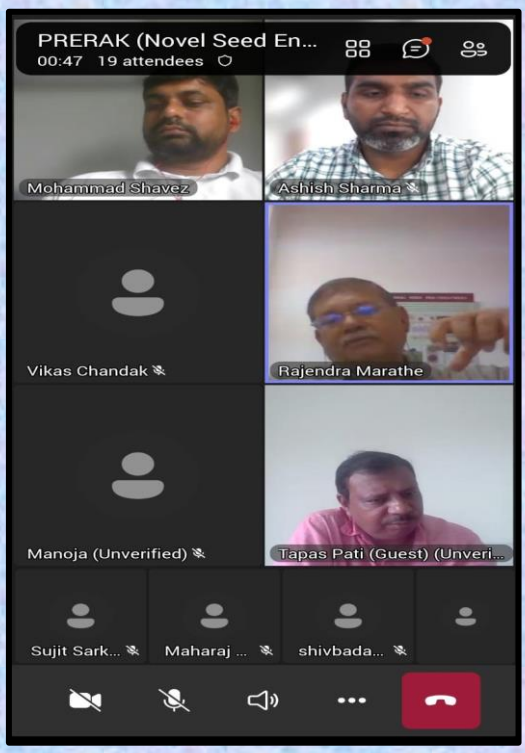 PRERAK (Novel Seed En...
00:47 19 attendees
Mohammad Shavez
Ashish Sharma
Vikas Chandak
Rajendra Marathe
Manoja (Unverified)
Tapas Pati (Guest) (Unveri...
Sujit Sark...
Maharaj ...
shivbada...